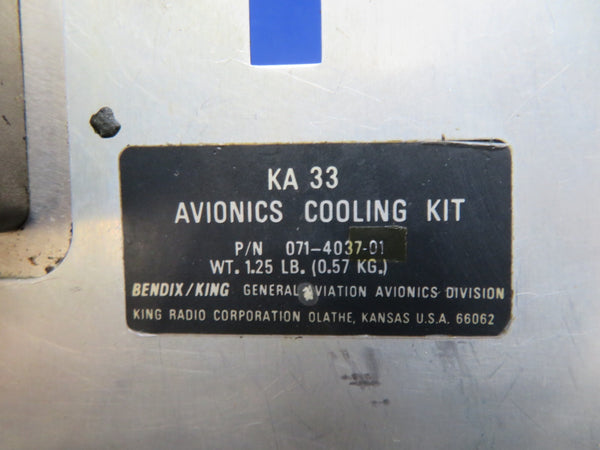 KA 33
AVIONICS COOLING KIT
P/N 071-4037-01
WT. 1.25 LB. (0.57 KG.)
BENDIX/KING GENERAL AVIATION AVIONICS DIVISION
KING RADIO CORPORATION OLATHE, KANSAS U.S.A. 66062